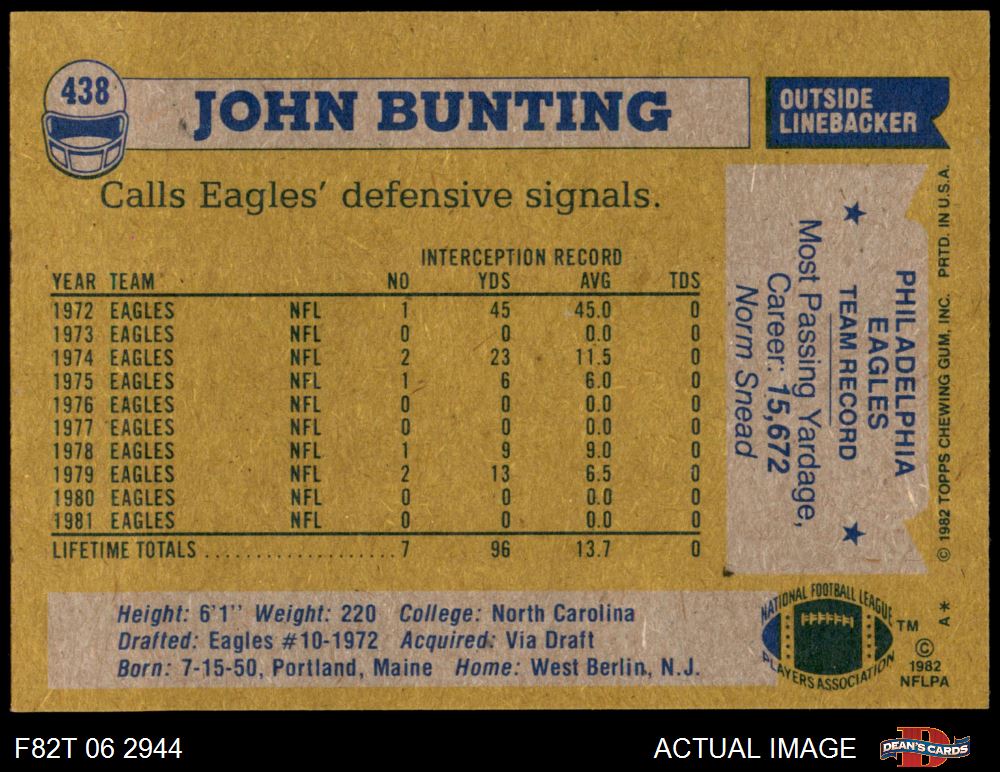 438
JOHN BUNTING
OUTSIDE
LINEBACKER
Calls Eagles' defensive signals.
INTERCEPTION RECORD
YEAR TEAM NO YDS AVG TDS
1972 EAGLES NFL 1 45 45.0 0
1973 EAGLES NFL 0 0 0.0 0
1974 EAGLES NFL 2 23 11.5 0
1975 EAGLES NFL 1 6 6.0 0
1976 EAGLES NFL 0 0 0.0 0
1977 EAGLES NFL 0 0 0.0 0
1978 EAGLES NFL 1 9 9.0 0
1979 EAGLES NFL 2 13 6.5 0
1980 EAGLES NFL 0 0 0.0 0
1981 EAGLES NFL 0 0 0.0 0
LIFETIME TOTALS ..................... 7 96 13.7 0
PHILADELPHIA
EAGLES
TEAM RECORD
Most Passing Yardage,
Career: 15,672
Norm Snead
© 1982 TOPPS CHEWING GUM, INC. PRTD. IN U.S.A.
Height: 6'1" Weight: 220 College: North Carolina
Drafted: Eagles #10-1972 Acquired: Via Draft
Born: 7-15-50, Portland, Maine Home: West Berlin, N.J.
NATIONAL FOOTBALL LEAGUE
PLAYERS ASSOCIATION
TM
A*
©
1982
NFLPA
F82T 06 2944
ACTUAL IMAGE
DEAN'S CARDS